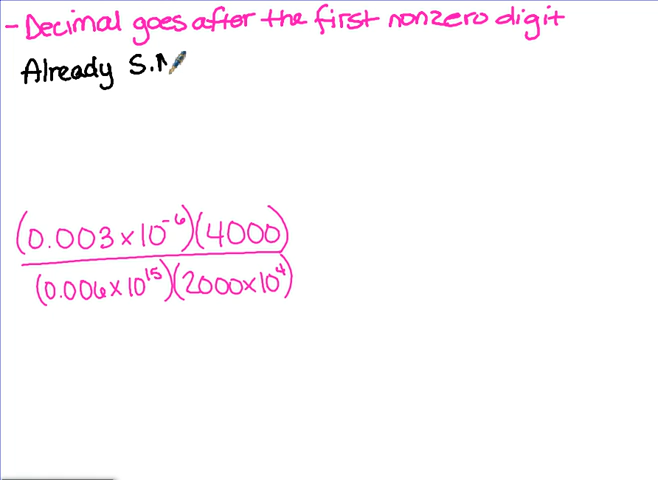 - Decimal goes after the first nonzero digit
Already S.N
(0.003 × 10⁻⁶)(4000)
(0.006 × 10¹⁵)(2000 × 10⁴)